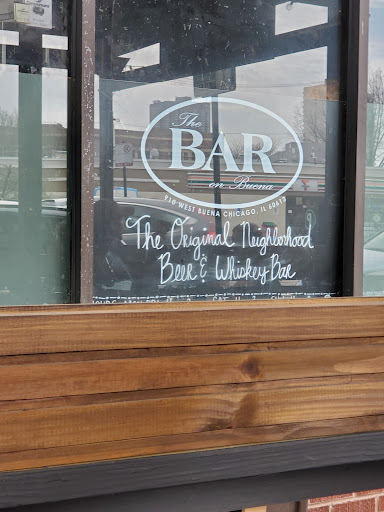 The
BAR
on Buena
910 WEST BUENA CHICAGO, IL 60613
The Original Neighborhood
Beer & Whiskey Bar